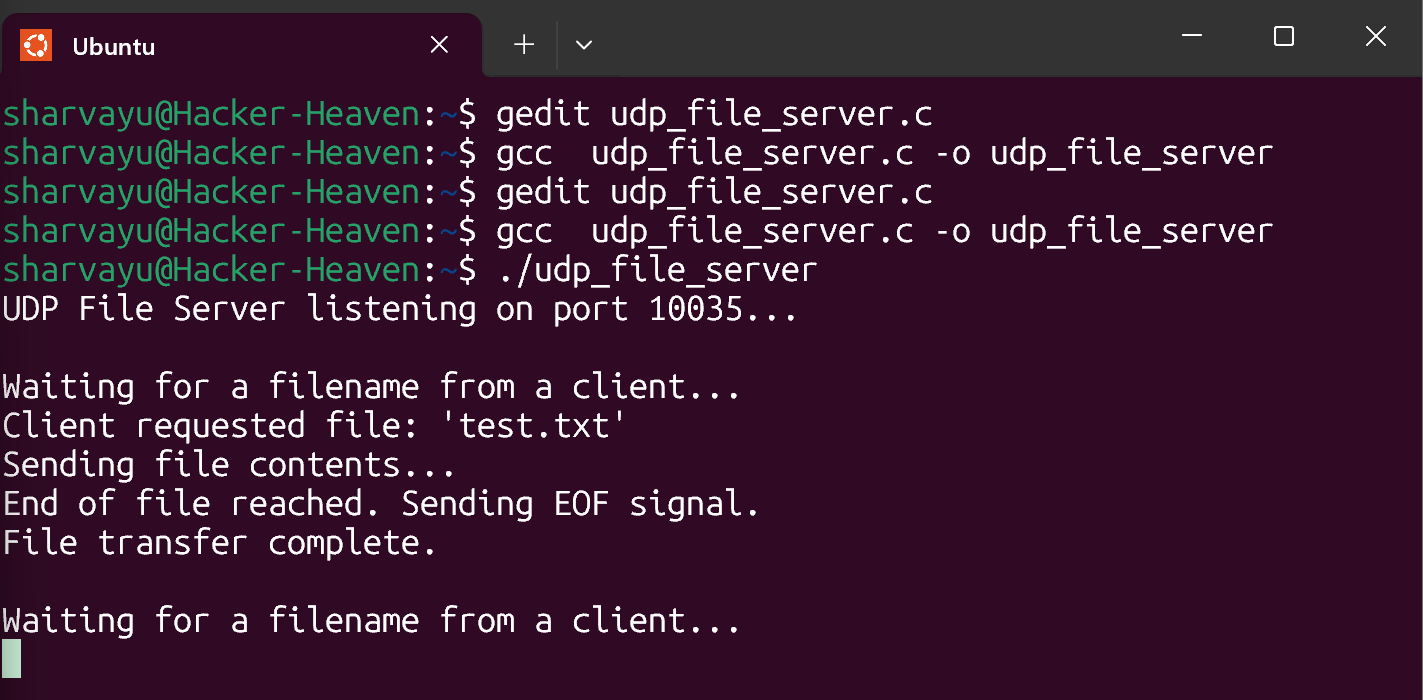 Ubuntu
sharvayu@Hacker-Heaven:~$ gedit udp_file_server.c
sharvayu@Hacker-Heaven:~$ gcc  udp_file_server.c -o udp_file_server
sharvayu@Hacker-Heaven:~$ gedit udp_file_server.c
sharvayu@Hacker-Heaven:~$ gcc  udp_file_server.c -o udp_file_server
sharvayu@Hacker-Heaven:~$ ./udp_file_server
UDP File Server listening on port 10035...
Waiting for a filename from a client...
Client requested file: 'test.txt'
Sending file contents...
End of file reached. Sending EOF signal.
File transfer complete.
Waiting for a filename from a client...